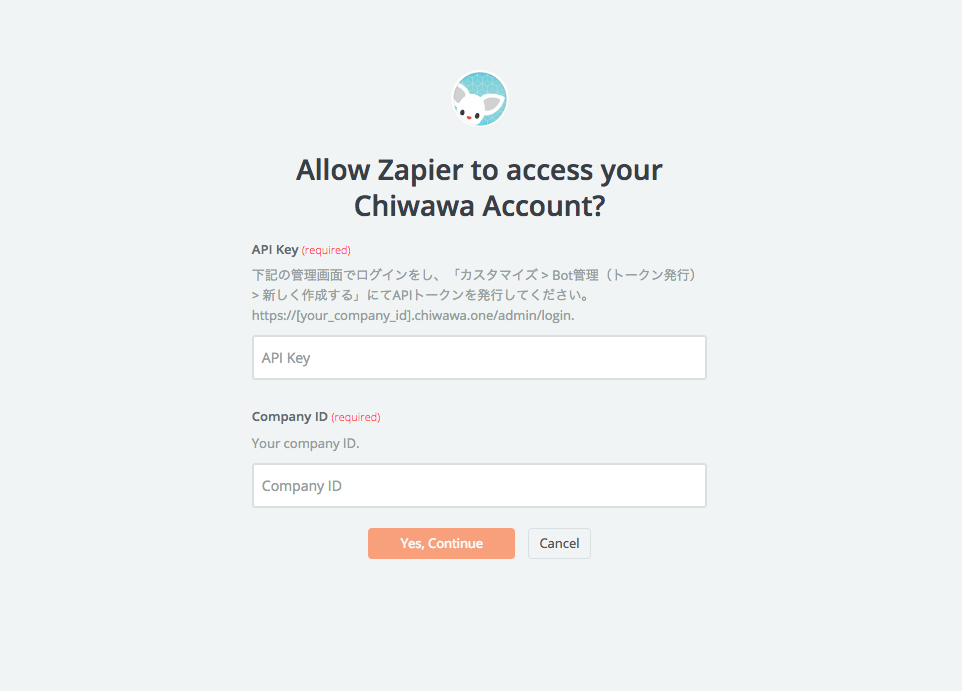 Allow Zapier to access your
Chiwawa Account?
API Key (required)
下記の管理画面でログインをし、「カスタマイズ > Bot管理（トークン発行）
> 新しく作成する」にてAPIトークンを発行してください。
https://[your_company_id].chiwawa.one/admin/login.
API Key
Company ID (required)
Your company ID.
Company ID
Yes, Continue
Cancel